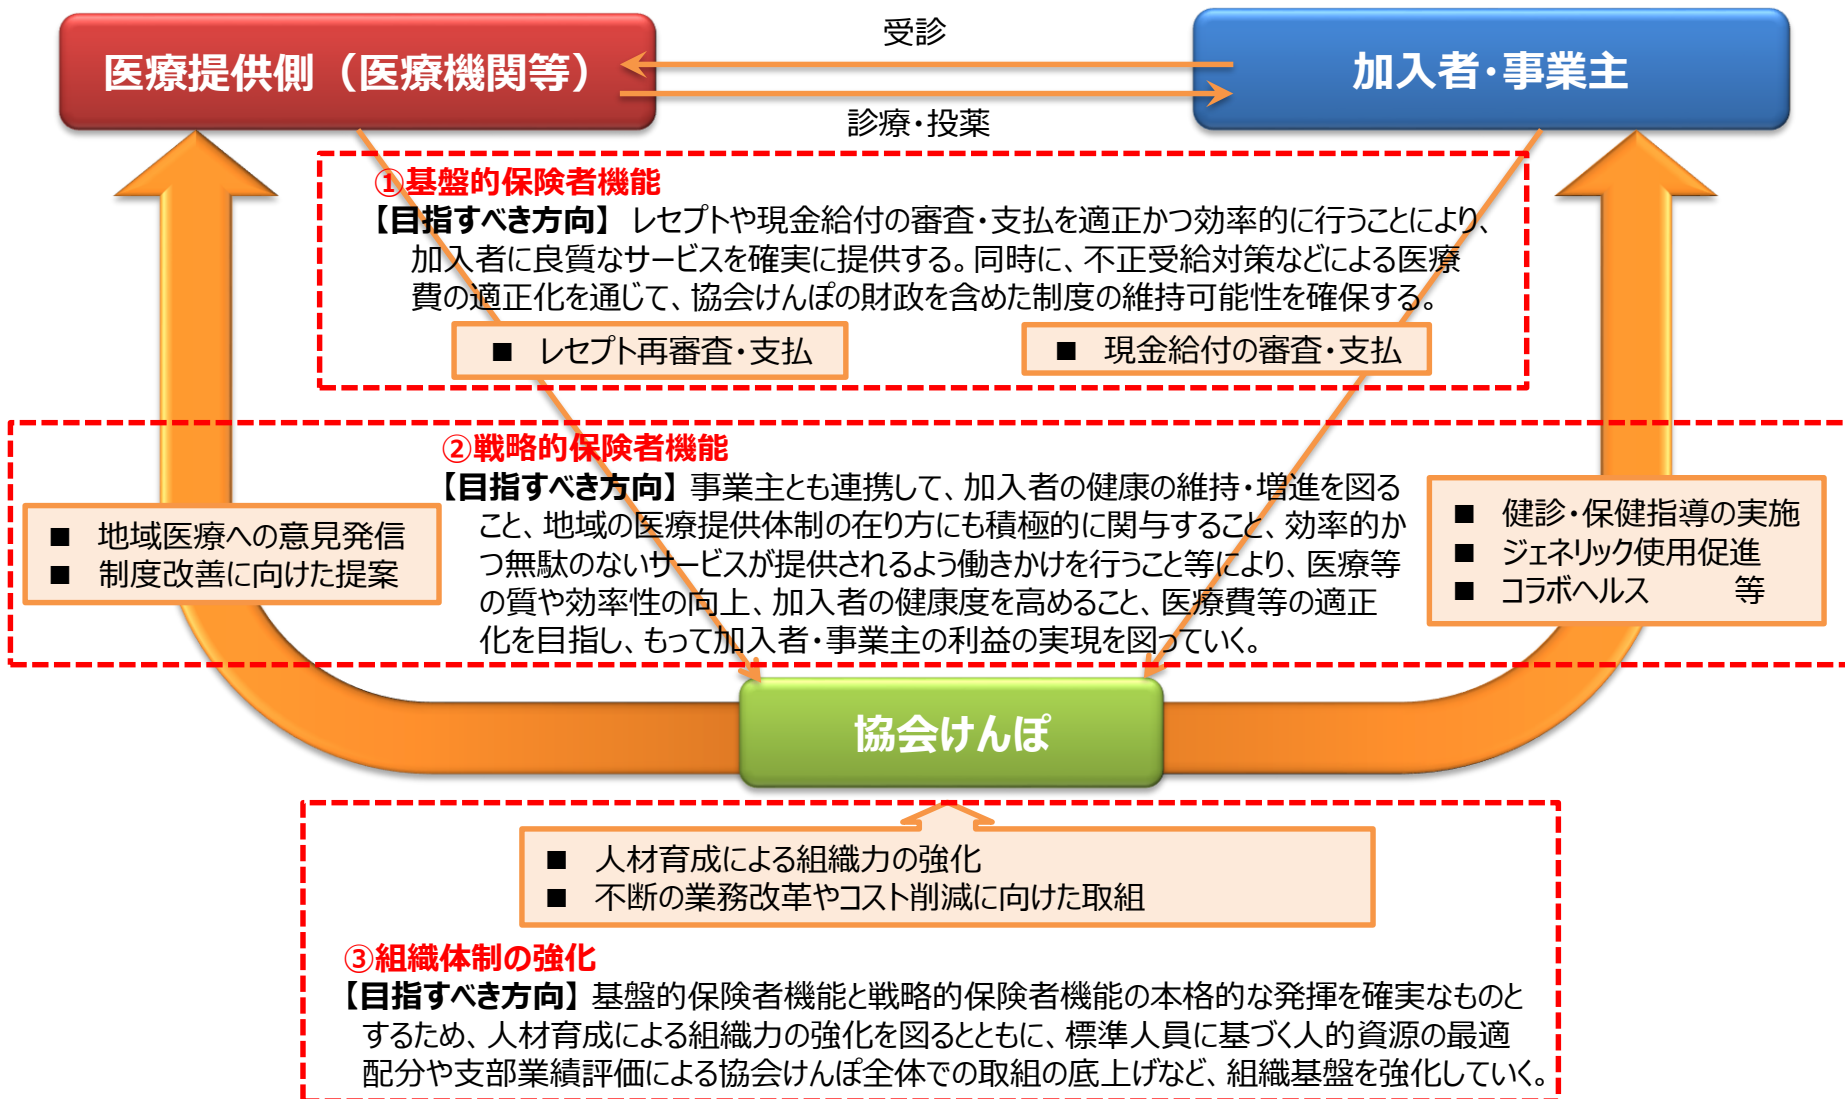 受診
医療提供側（医療機関等）
加入者・事業主
診療・投薬
①基盤的保険者機能
【目指すべき方向】 レセプトや現金給付の審査・支払を適正かつ効率的に行うことにより、
加入者に良質なサービスを確実に提供する。同時に、不正受給対策などによる医療
費の適正化を通じて、協会けんぽの財政を含めた制度の維持可能性を確保する。
■ レセプト再審査・支払
■ 現金給付の審査・支払
②戦略的保険者機能
【目指すべき方向】 事業主とも連携して、加入者の健康の維持・増進を図る
こと、地域の医療提供体制の在り方にも積極的に関与すること、効率的か
つ無駄のないサービスが提供されるよう働きかけを行うこと等により、医療等
の質や効率性の向上、加入者の健康度を高めること、医療費等の適正
化を目指し、もって加入者・事業主の利益の実現を図っていく。
■ 地域医療への意見発信
■ 制度改善に向けた提案
■ 健診・保健指導の実施
■ ジェネリック使用促進
■ コラボヘルス 等
協会けんぽ
■ 人材育成による組織力の強化
■ 不断の業務改革やコスト削減に向けた取組
③組織体制の強化
【目指すべき方向】 基盤的保険者機能と戦略的保険者機能の本格的な発揮を確実なものと
するため、人材育成による組織力の強化を図るとともに、標準人員に基づく人的資源の最適
配分や支部業績評価による協会けんぽ全体での取組の底上げなど、組織基盤を強化していく。